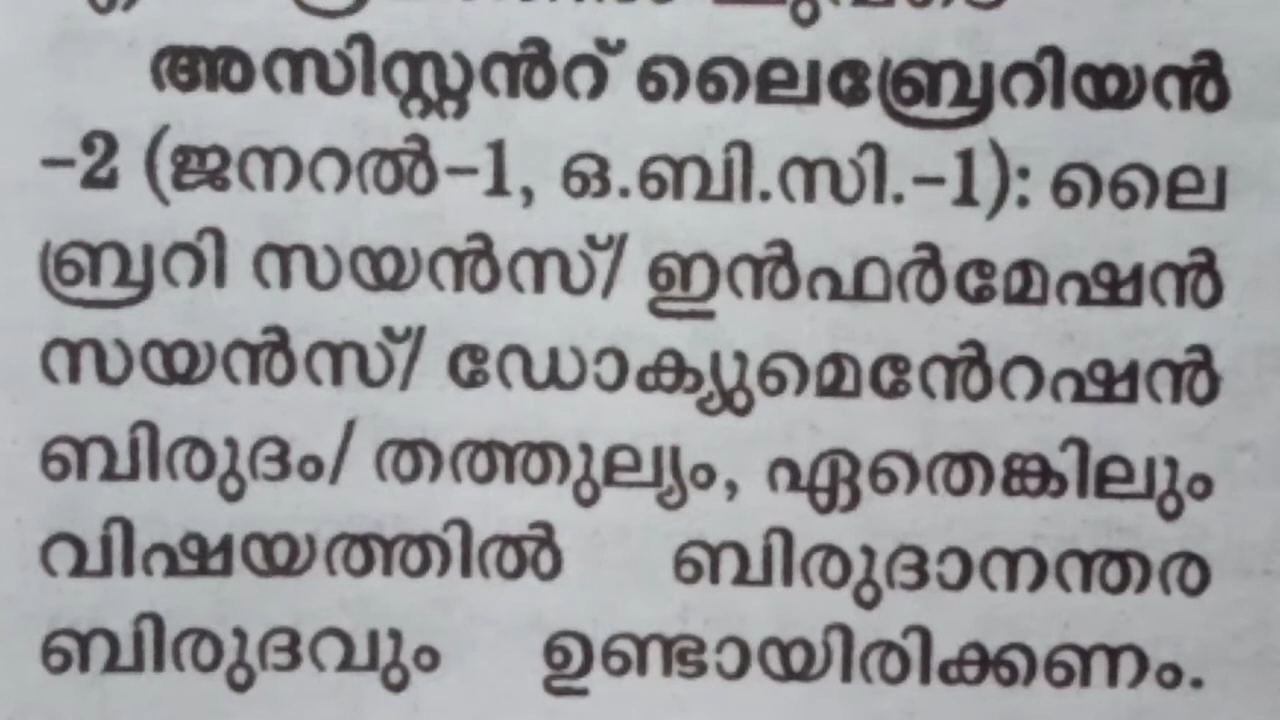 അസിസ്റ്റൻറ് ലൈബ്രേറിയൻ
-2 (ജനറൽ-1, ഒ.ബി.സി.-1): ലൈ
ബ്രറി സയൻസ്/ ഇൻഫർമേഷൻ
സയൻസ്/ ഡോക്യുമെൻേറഷൻ
ബിരുദം/ തത്തുല്യം, ഏതെങ്കിലും
വിഷയത്തിൽ ബിരുദാനന്തര
ബിരുദവും ഉണ്ടായിരിക്കണം.